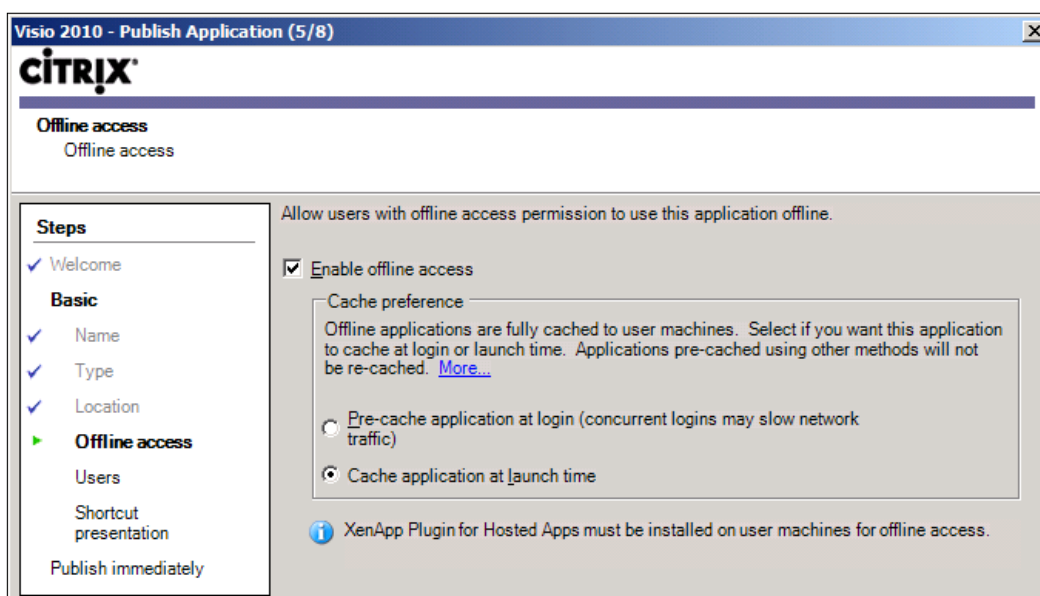 Visio 2010 - Publish Application (5/8)
CİTRIX
Offline access
Offline access
Steps
Welcome
Basic
Name
Type
Location
Offline access
Users
Shortcut
presentation
Publish immediately
Allow users with offline access permission to use this application offline.
Enable offline access
Cache preference
Offline applications are fully cached to user machines. Select if you want this application
to cache at login or launch time. Applications pre-cached using other methods will not
be re-cached. More...
Pre-cache application at login (concurrent logins may slow network
traffic)
Cache application at launch time
XenApp Plugin for Hosted Apps must be installed on user machines for offline access.